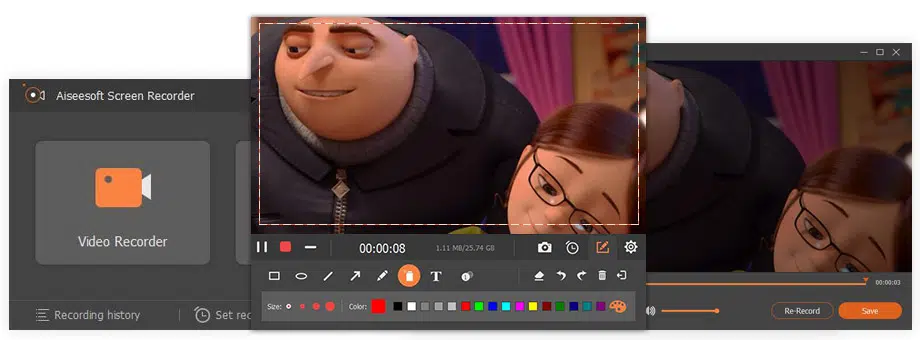 Aiseesoft Screen Recorder
Video Recorder
Recording history
Set rec
00:00:08
1.11 MB/25.74 GB
T
Size:
Color:
00:00:03
Re-Record
Save